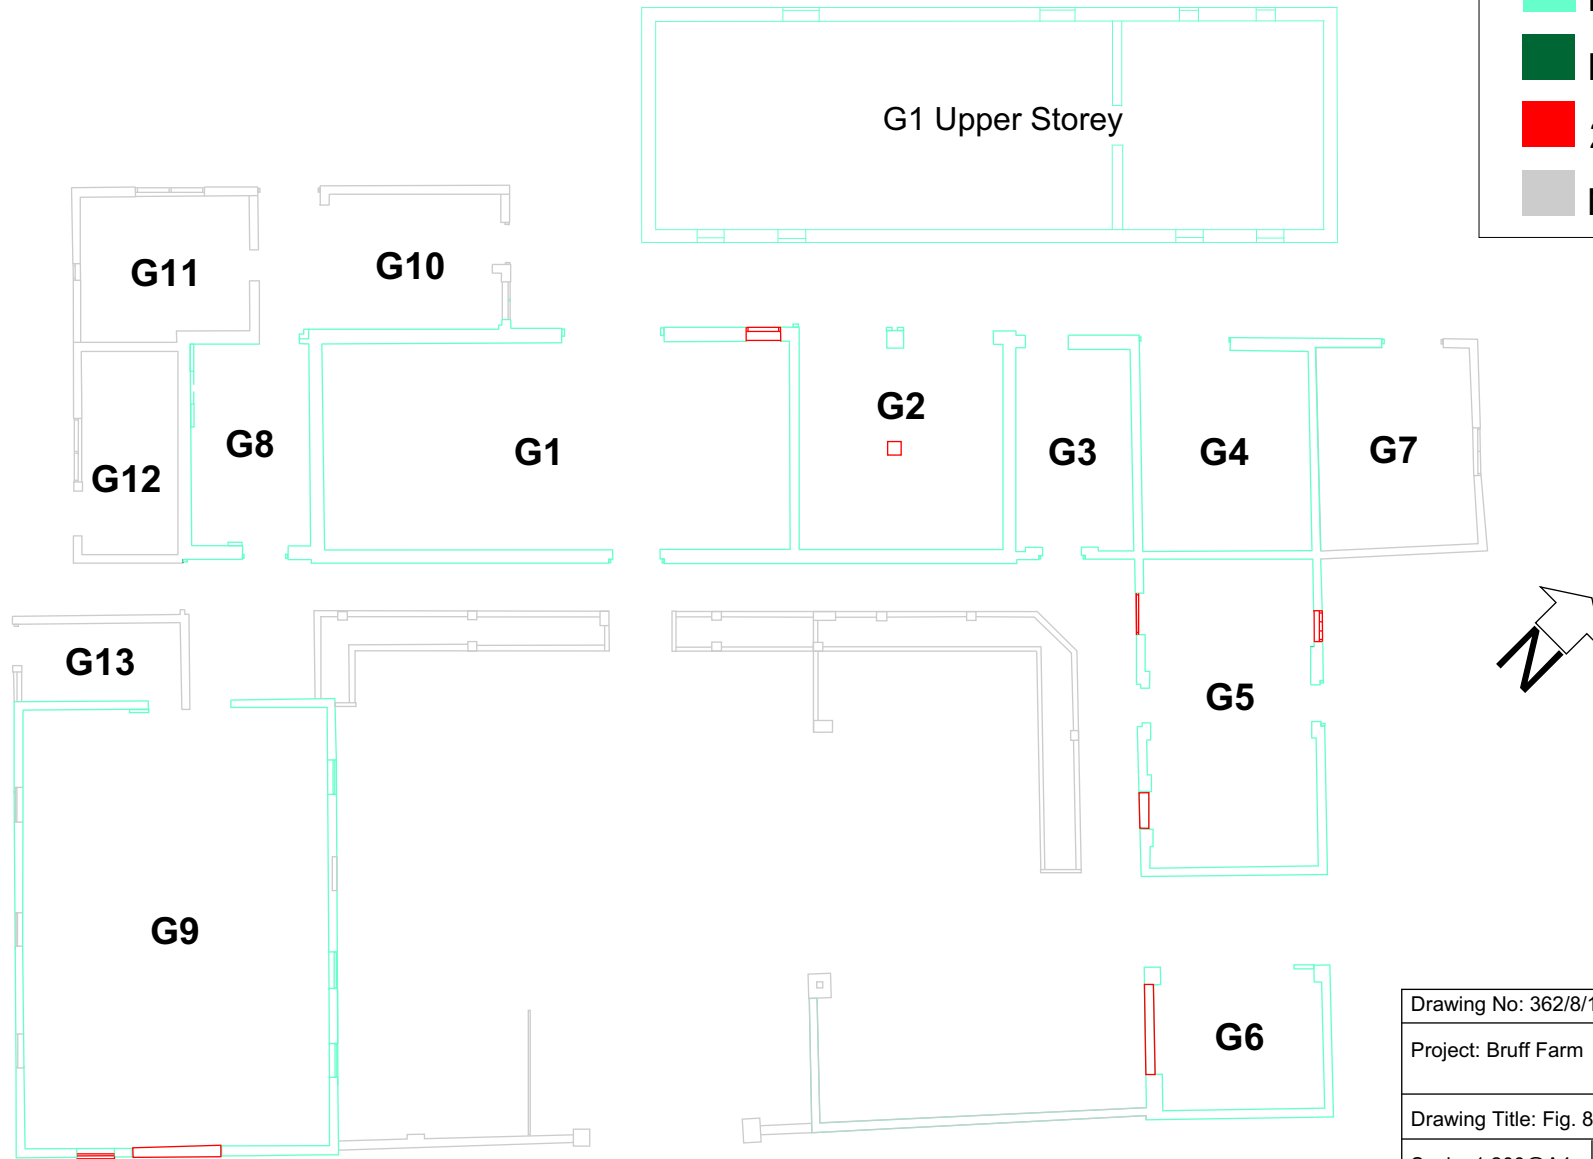 G1 Upper Storey
G11
G10
G12
G8
G1
G2
G3
G4
G7
G13
G5
G9
G6
N
Drawing No: 362/8/1
Project: Bruff Farm
Drawing Title: Fig. 8